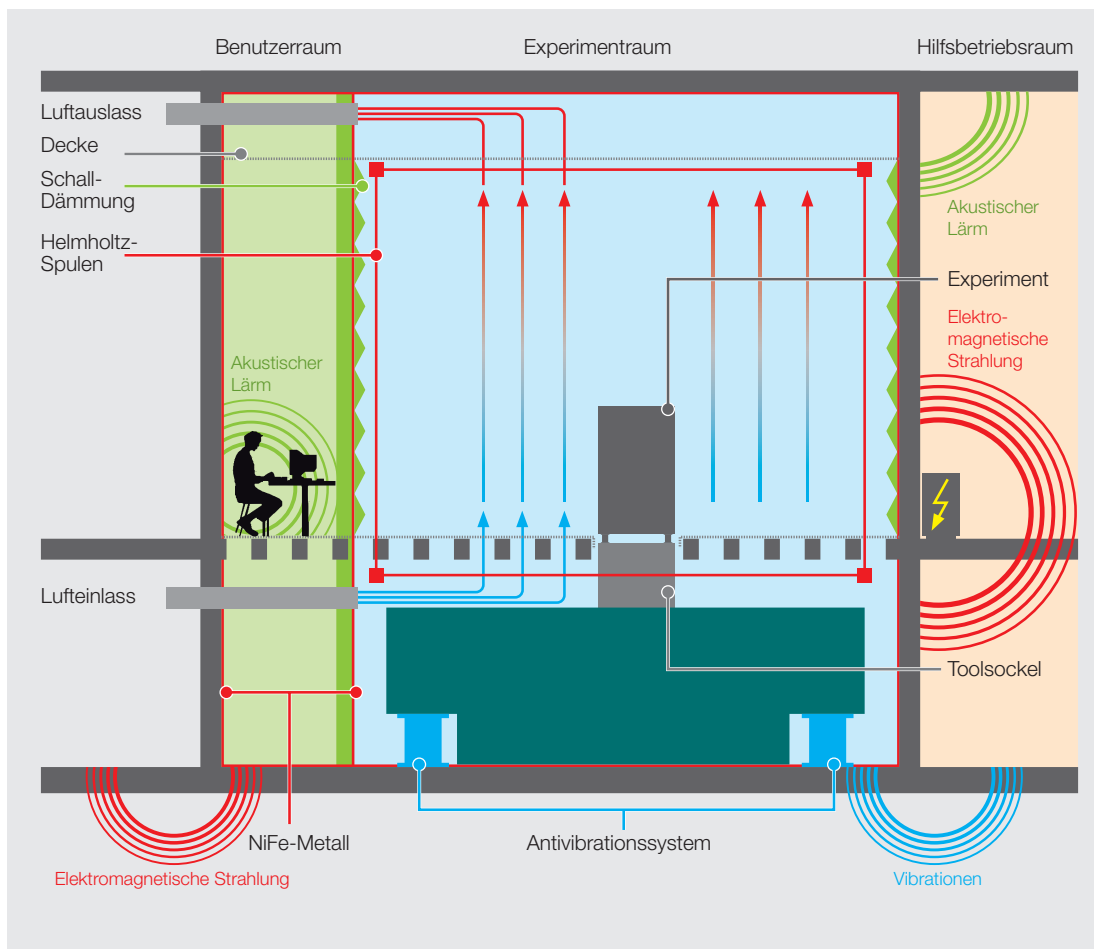 Benutzerraum
Experimentraum
Hilfsbetriebsraum
Luftauslass
Decke
Schall-
Dämmung
Helmholtz-
Spulen
Akustischer
Lärm
Akustischer
Lärm
Experiment
Elektro-
magnetische
Strahlung
Lufteinlass
Toolsockel
NiFe-Metall
Antivibrationssystem
Elektromagnetische Strahlung
Vibrationen